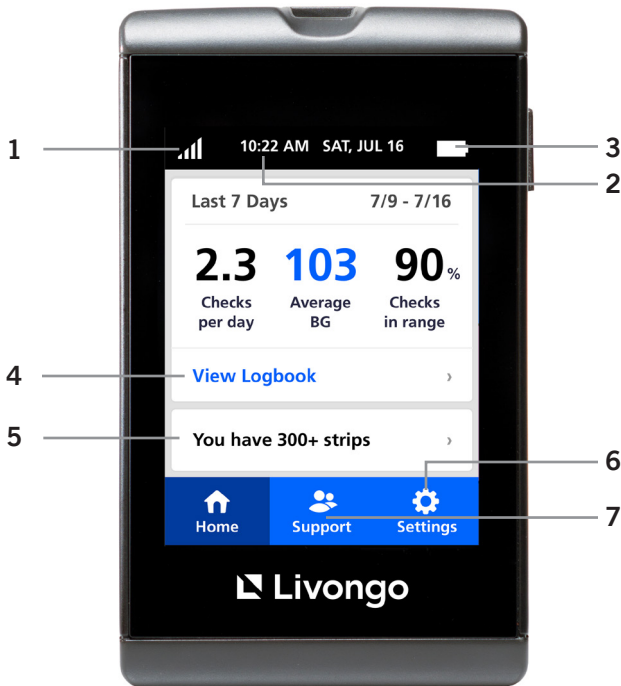 10:22 AM SAT, JUL 16
1
3
2
Last 7 Days 7/9 - 7/16
2.3 103 90%
Checks per day
Average BG
Checks in range
4
View Logbook ›
5
You have 300+ strips ›
6
Home Support Settings
7
Livongo